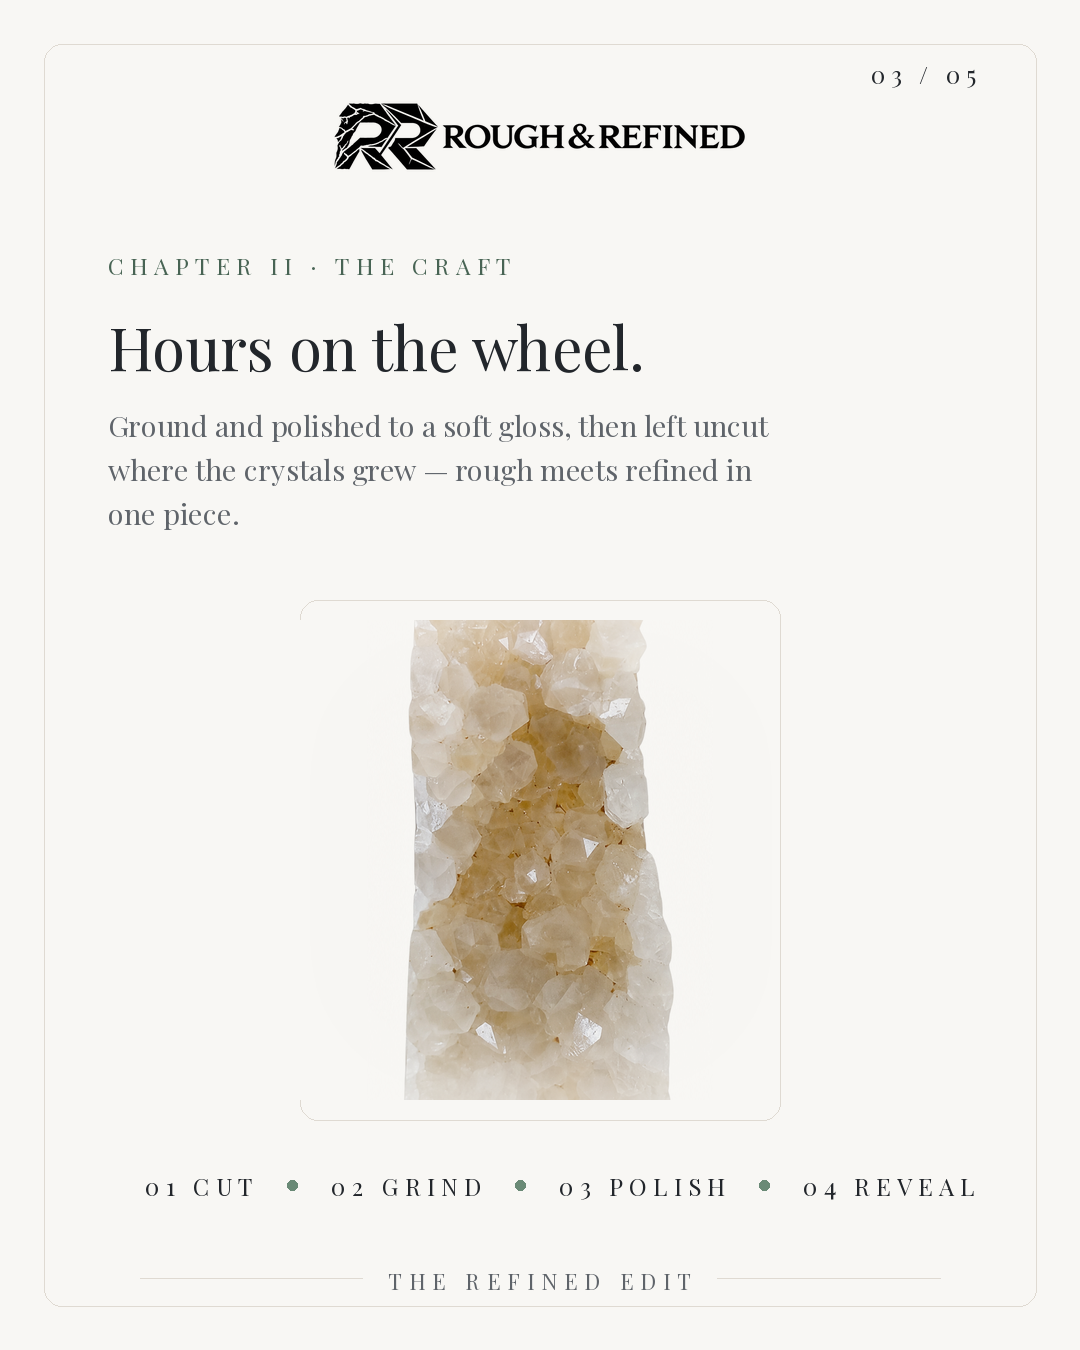 03 / 05
ROUGH & REFINED
CHAPTER II · THE CRAFT
Hours on the wheel.
Ground and polished to a soft gloss, then left uncut
where the crystals grew — rough meets refined in
one piece.
01 CUT • 02 GRIND • 03 POLISH • 04 REVEAL
THE REFINED EDIT